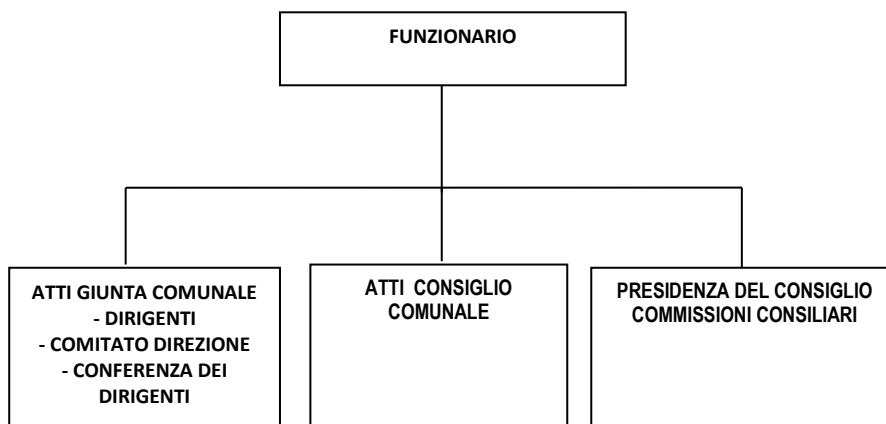 FUNZIONARIO
ATTI GIUNTA COMUNALE
- DIRIGENTI
- COMITATO DIREZIONE
- CONFERENZA DEI
DIRIGENTI
ATTI CONSIGLIO
COMUNALE
PRESIDENZA DEL CONSIGLIO
COMMISSIONI CONSILIARI